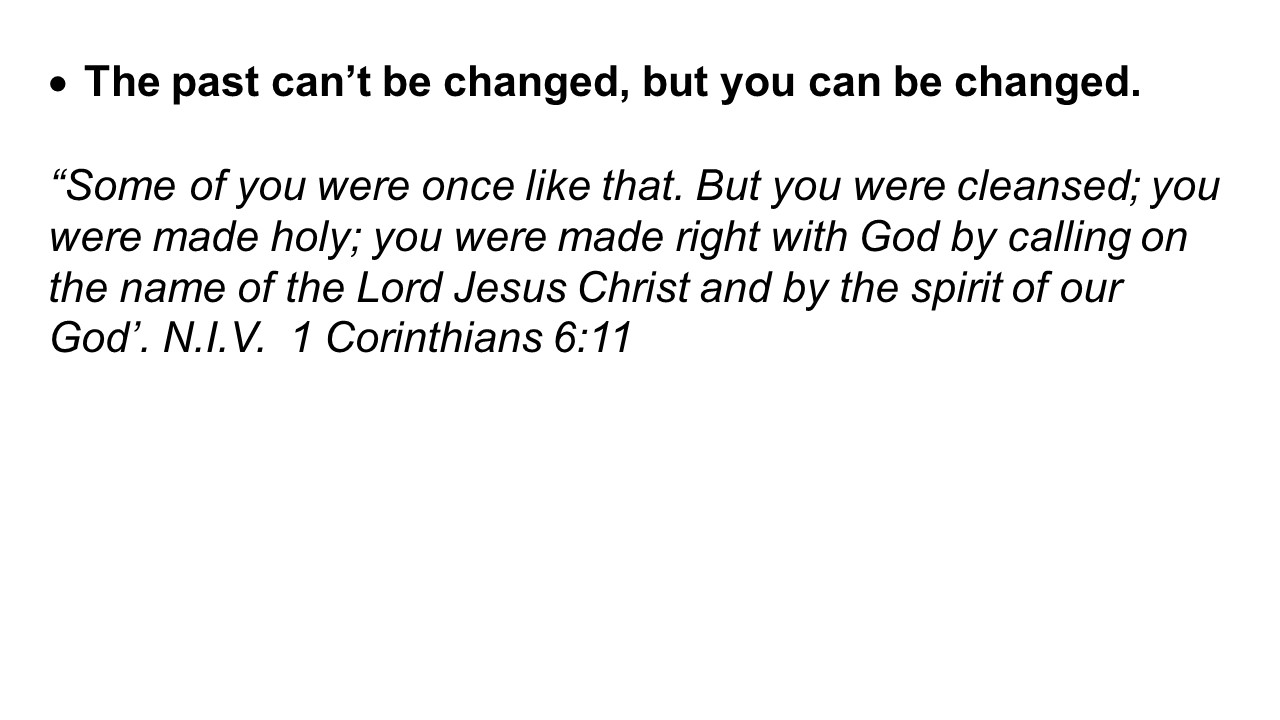 • The past can’t be changed, but you can be changed.
“Some of you were once like that. But you were cleansed; you
were made holy; you were made right with God by calling on
the name of the Lord Jesus Christ and by the spirit of our
God’. N.I.V.  1 Corinthians 6:11